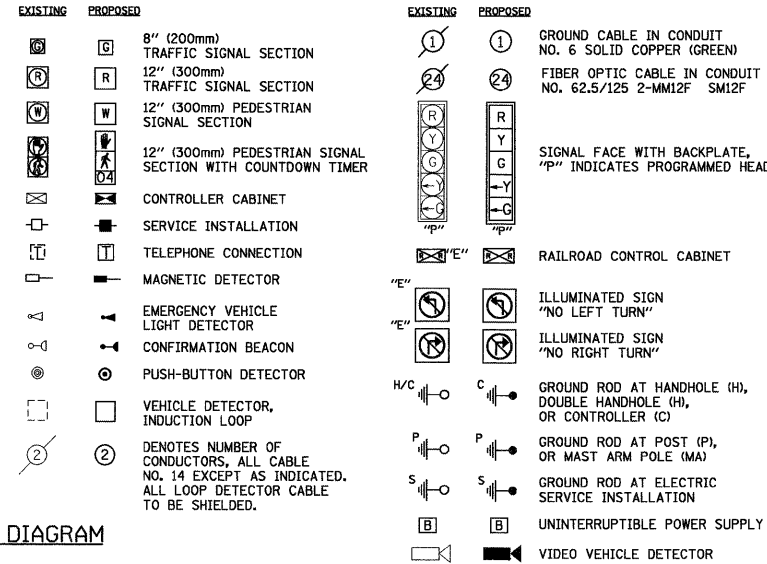 EXISTING PROPOSED
G G 8" (200mm)
TRAFFIC SIGNAL SECTION
R R 12" (300mm)
TRAFFIC SIGNAL SECTION
W W 12" (300mm) PEDESTRIAN
SIGNAL SECTION
12" (300mm) PEDESTRIAN SIGNAL
04 SECTION WITH COUNTDOWN TIMER
CONTROLLER CABINET
SERVICE INSTALLATION
T T TELEPHONE CONNECTION
MAGNETIC DETECTOR
EMERGENCY VEHICLE
LIGHT DETECTOR
CONFIRMATION BEACON
PUSH-BUTTON DETECTOR
VEHICLE DETECTOR,
INDUCTION LOOP
2 2 DENOTES NUMBER OF
CONDUCTORS, ALL CABLE
NO. 14 EXCEPT AS INDICATED.
ALL LOOP DETECTOR CABLE
TO BE SHIELDED.
DIAGRAM
EXISTING PROPOSED
1 1 GROUND CABLE IN CONDUIT
NO. 6 SOLID COPPER (GREEN)
24 24 FIBER OPTIC CABLE IN CONDUIT
NO. 62.5/125 2-MM12F SM12F
R R
Y Y
G G SIGNAL FACE WITH BACKPLATE,
"P" INDICATES PROGRAMMED HEAD
←Y ←Y
←G ←G
"P" "P"
R R "E" R R RAILROAD CONTROL CABINET
"E"
ILLUMINATED SIGN
"NO LEFT TURN"
"E"
ILLUMINATED SIGN
"NO RIGHT TURN"
H/C C GROUND ROD AT HANDHOLE (H),
DOUBLE HANDHOLE (H),
OR CONTROLLER (C)
P P GROUND ROD AT POST (P),
OR MAST ARM POLE (MA)
S S GROUND ROD AT ELECTRIC
SERVICE INSTALLATION
B B UNINTERRUPTIBLE POWER SUPPLY
VIDEO VEHICLE DETECTOR